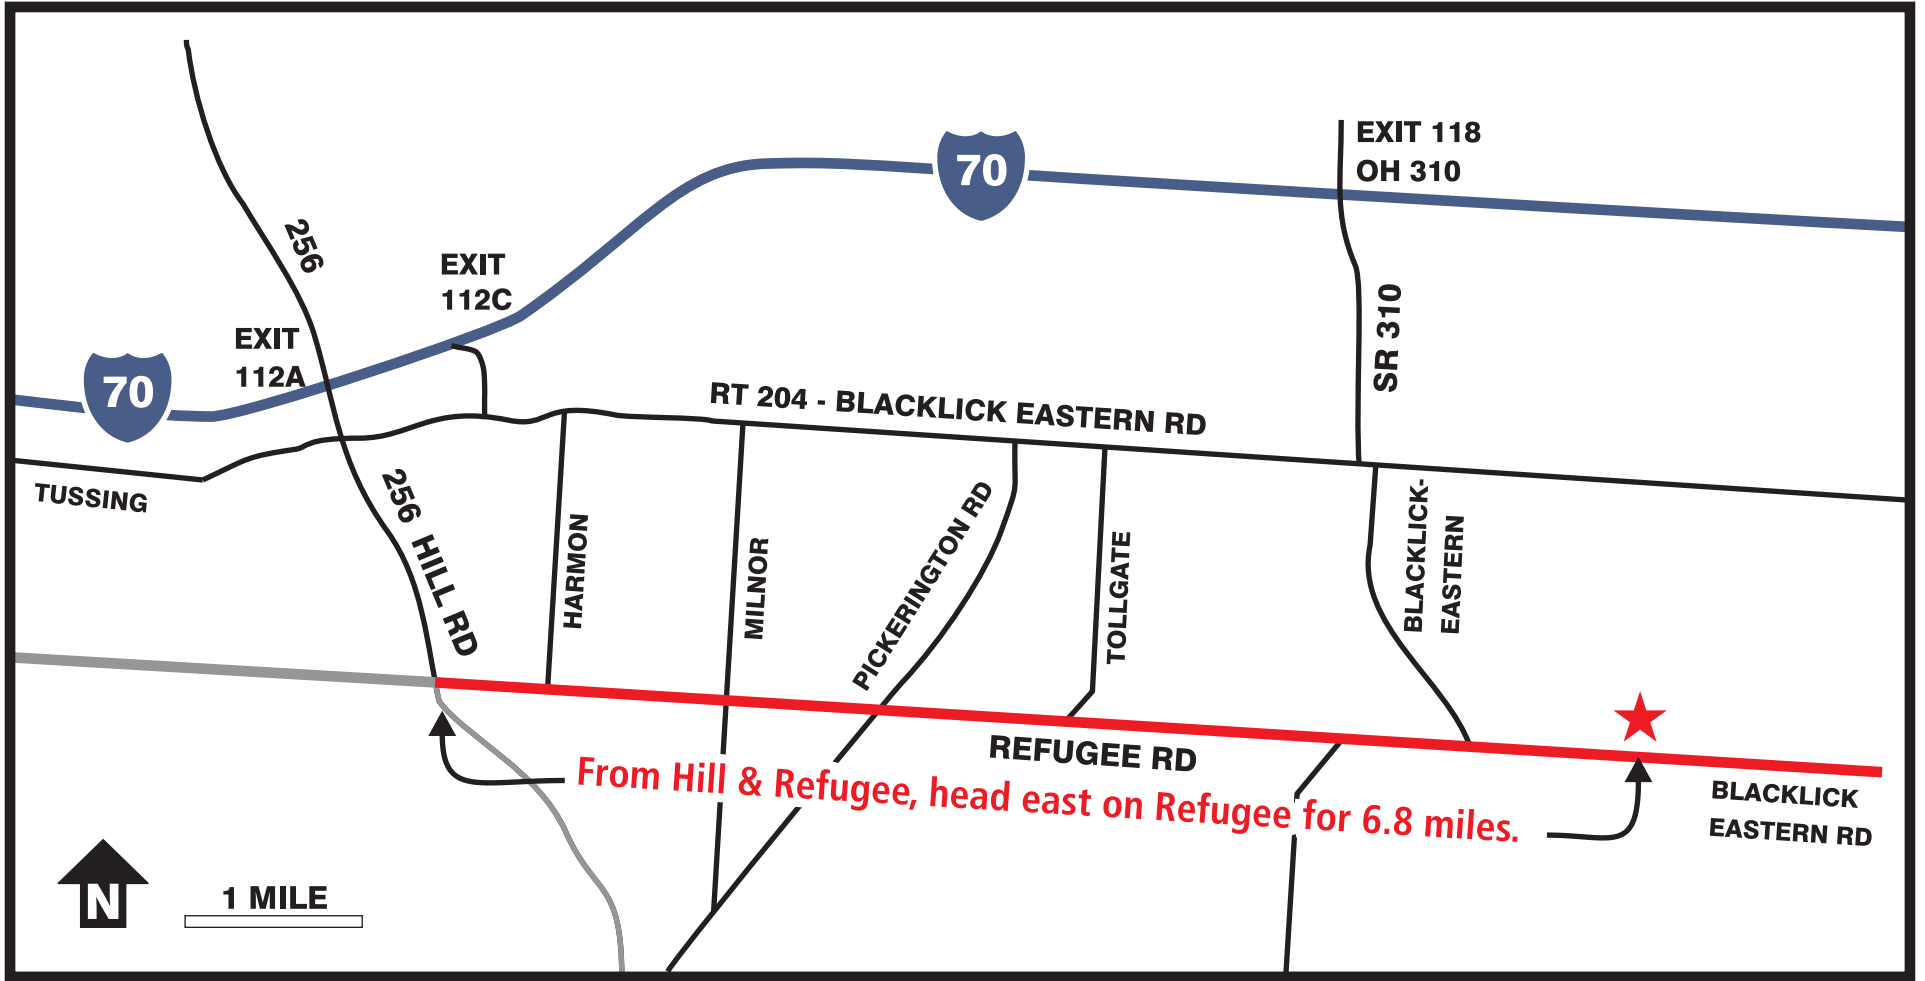 EXIT 118
OH 310
70
256
EXIT
112C
SR 310
EXIT
112A
70
RT 204 - BLACKLICK EASTERN RD
TUSSING
256 HILL RD
HARMON
MILNOR
PICKERINGTON RD
TOLLGATE
BLACKLICK-
EASTERN
REFUGEE RD
From Hill & Refugee, head east on Refugee for 6.8 miles.
BLACKLICK
EASTERN RD
N
1 MILE